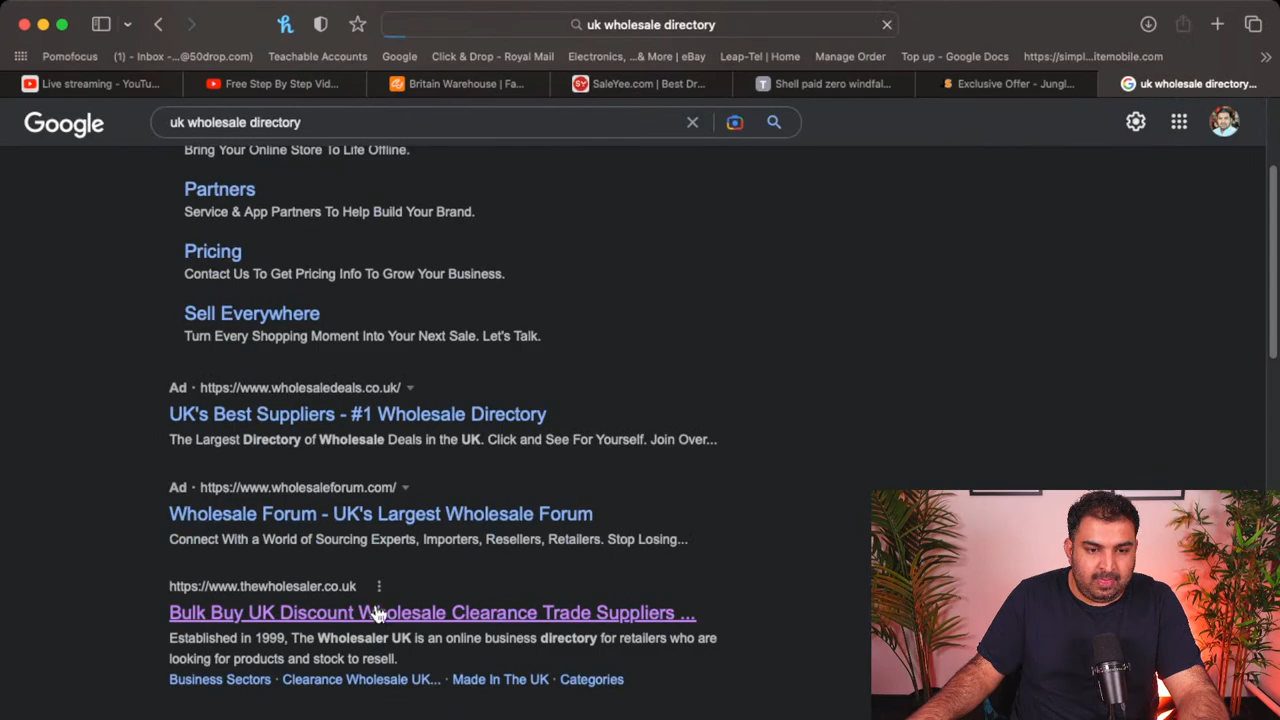 uk wholesale directory
Pomofocus
(1) - Inbox - ...@50drop.com)
Teachable Accounts
Google
Click & Drop - Royal Mail
Electronics, ...& More | eBay
Leap-Tel | Home
Manage Order
Top up - Google Docs
https://simpl...itemobile.com
Live streaming - YouTu...
Free Step By Step Vid...
Britain Warehouse | Fa...
SY
SaleYee.com | Best Dr...
T
Shell paid zero windfal...
Exclusive Offer - Jungl...
uk wholesale directory...
Google
uk wholesale directory
Bring Your Online Store To Life Offline.
Partners
Service & App Partners To Help Build Your Brand.
Pricing
Contact Us To Get Pricing Info To Grow Your Business.
Sell Everywhere
Turn Every Shopping Moment Into Your Next Sale. Let's Talk.
Ad · https://www.wholesaledeals.co.uk/
UK's Best Suppliers - #1 Wholesale Directory
The Largest Directory of Wholesale Deals in the UK. Click and See For Yourself. Join Over...
Ad · https://www.wholesaleforum.com/
Wholesale Forum - UK's Largest Wholesale Forum
Connect With a World of Sourcing Experts, Importers, Resellers, Retailers. Stop Losing...
https://www.thewholesaler.co.uk
Bulk Buy UK Discount Wholesale Clearance Trade Suppliers ...
Established in 1999, The Wholesaler UK is an online business directory for retailers who are
looking for products and stock to resell.
Business Sectors · Clearance Wholesale UK... · Made In The UK · Categories